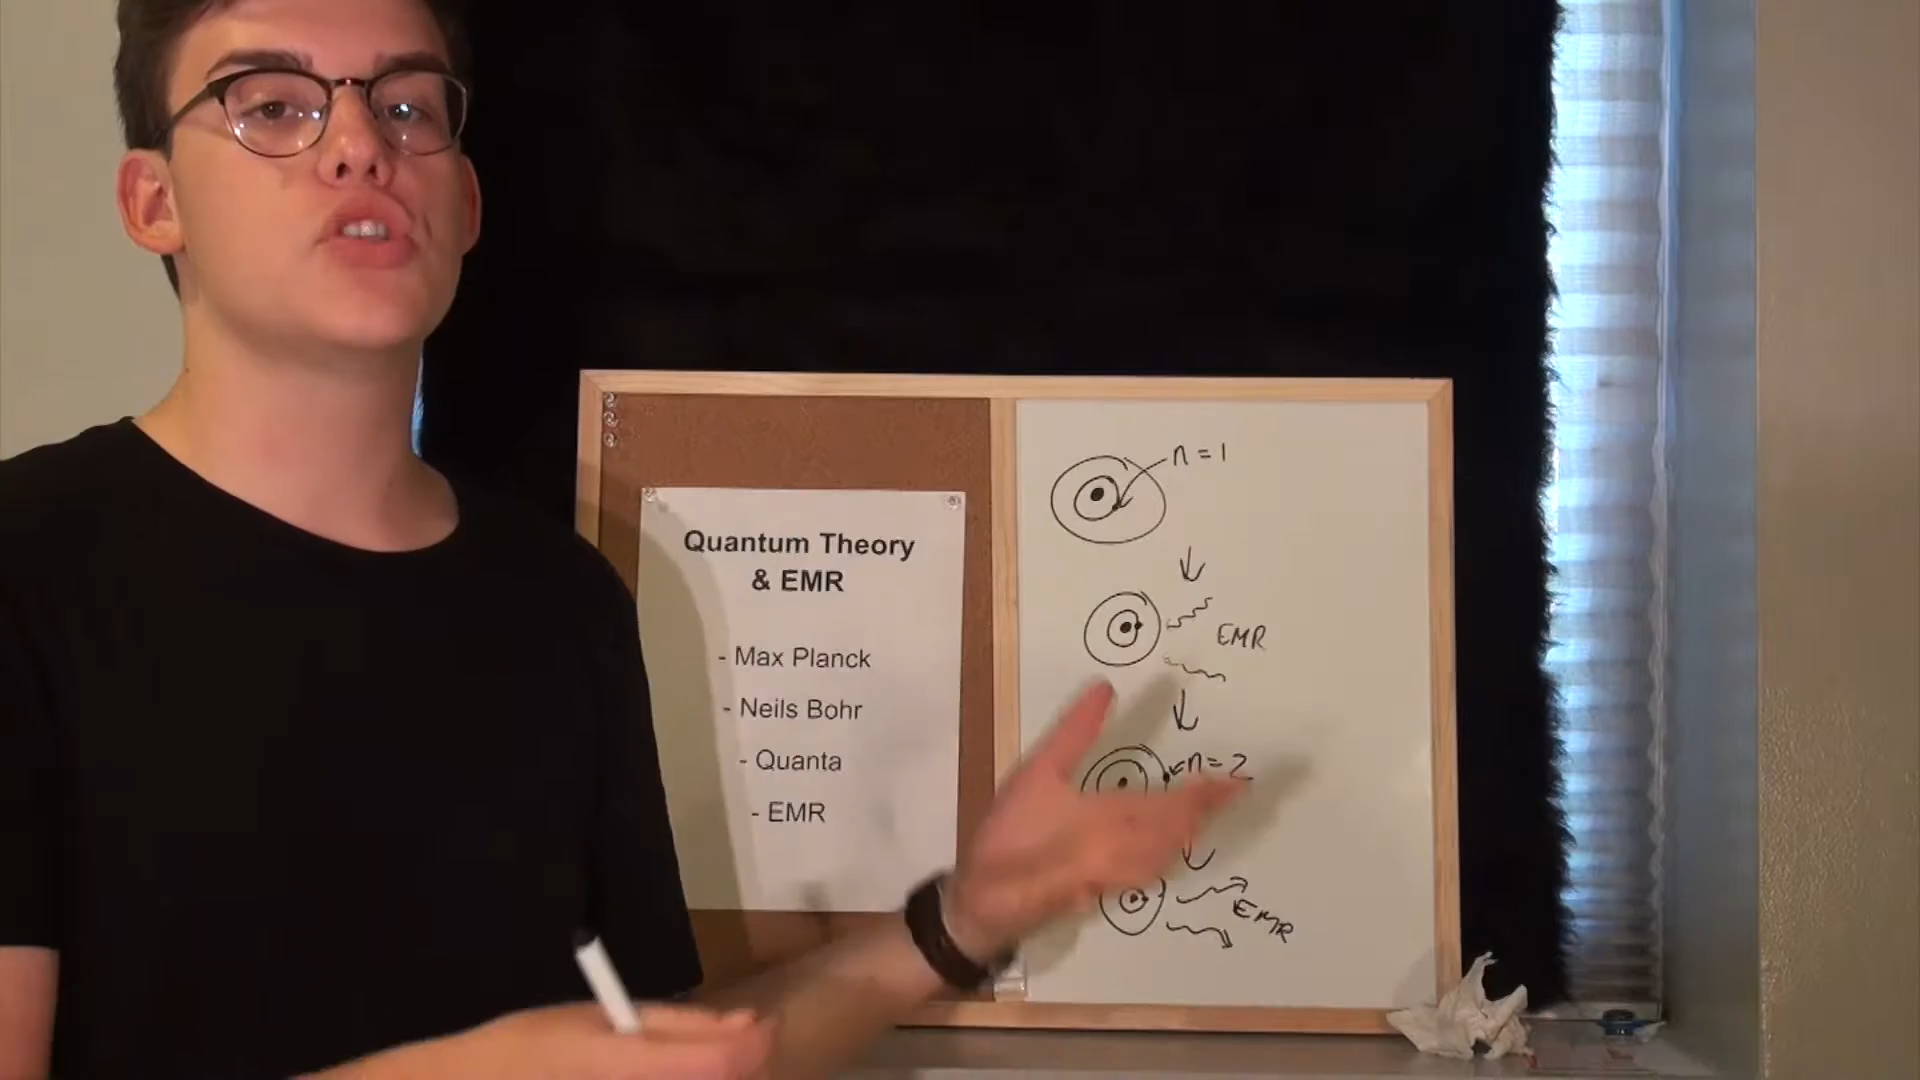 Quantum Theory
& EMR
- Max Planck
- Neils Bohr
- Quanta
- EMR
n = 1
EMR
n = 2
EMR